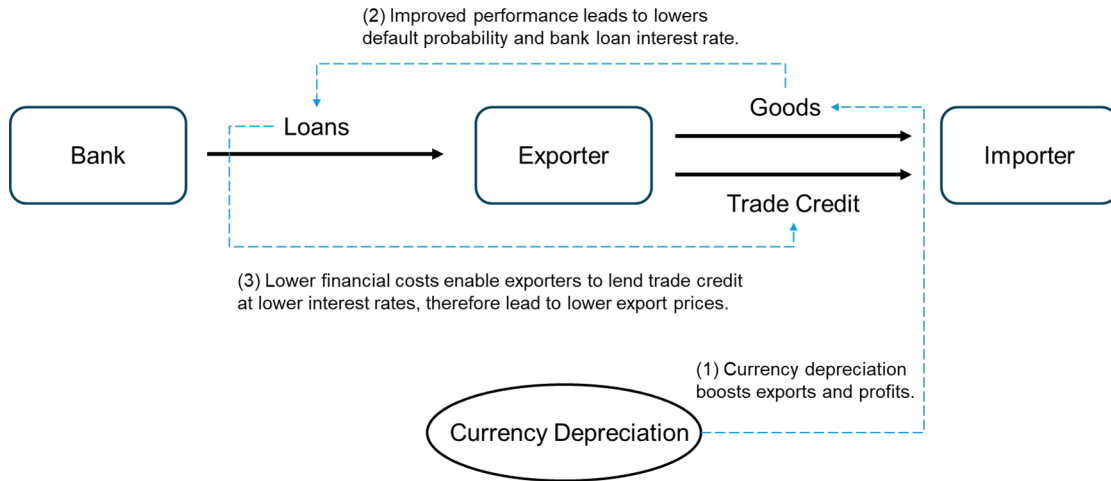 (2) Improved performance leads to lowers
default probability and bank loan interest rate.
Goods
Loans
Bank
Exporter
Importer
Trade Credit
(3) Lower financial costs enable exporters to lend trade credit
at lower interest rates, therefore lead to lower export prices.
(1) Currency depreciation
boosts exports and profits.
Currency Depreciation